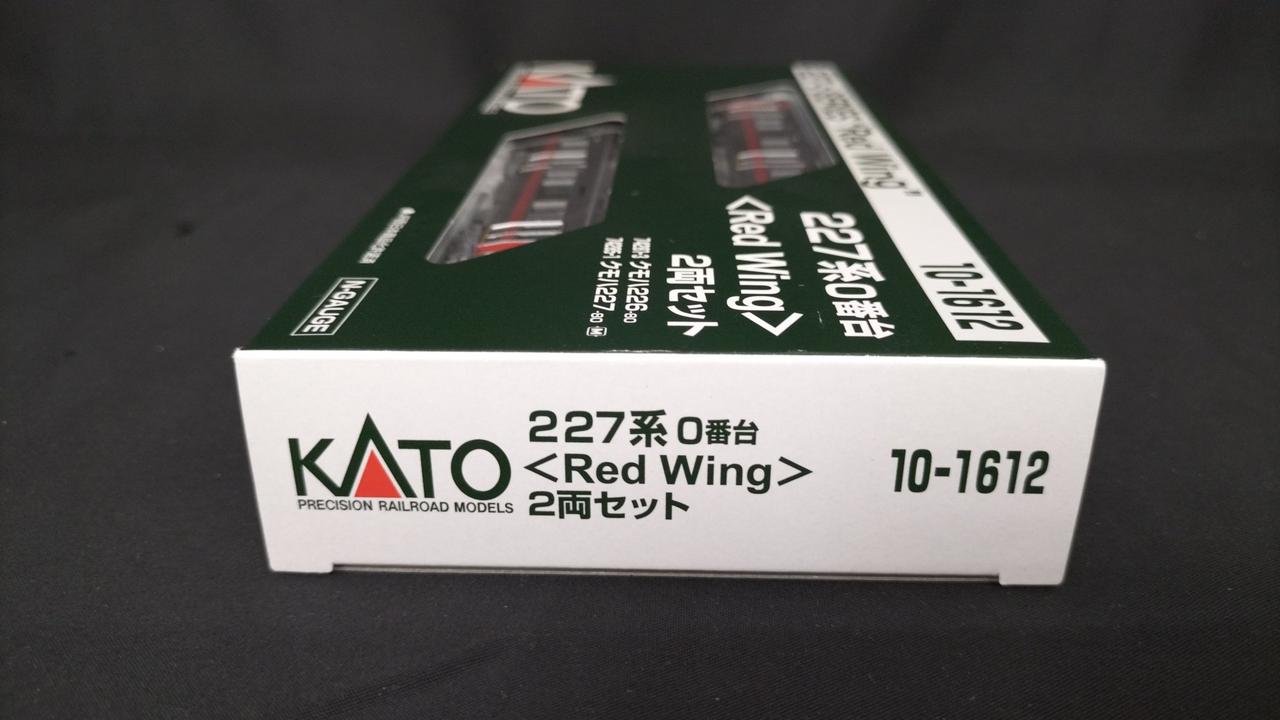 KATO
227系0番台
<Red Wing>
2両セット
クモハ226-80
クモハ227-80 Ⓜ
N-GAUGE
"Red Wing"
10-1612
KATO
PRECISION RAILROAD MODELS
227系 0番台
<Red Wing>
2両セット
10-1612